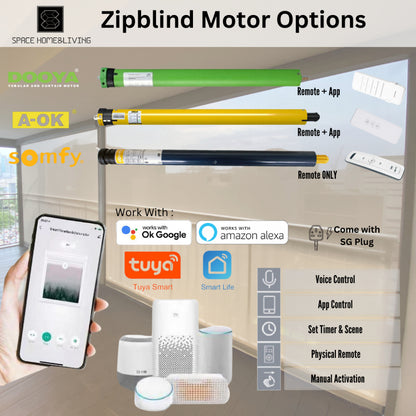 SPACE HOME&LIVING
Zipblind Motor Options
DOOYA
TUBULAR AND CURTAIN MOTOR
Remote + App
A-OK
Remote + App
somfy
Remote ONLY
Work With :
works with
Ok Google
WORKS WITH
amazon alexa
Come with
SG Plug
tuya
Tuya Smart
Smart Life
Voice Control
App Control
Set Timer & Scene
Physical Remote
Manual Activation